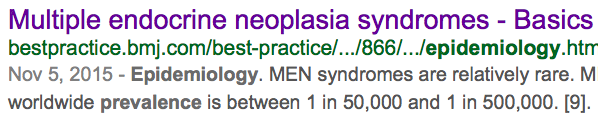 Multiple endocrine neoplasia syndromes - Basics
bestpractice.bmj.com/best-practice/.../866/.../epidemiology.htm
Nov 5, 2015 - Epidemiology. MEN syndromes are relatively rare. M
worldwide prevalence is between 1 in 50,000 and 1 in 500,000. [9].